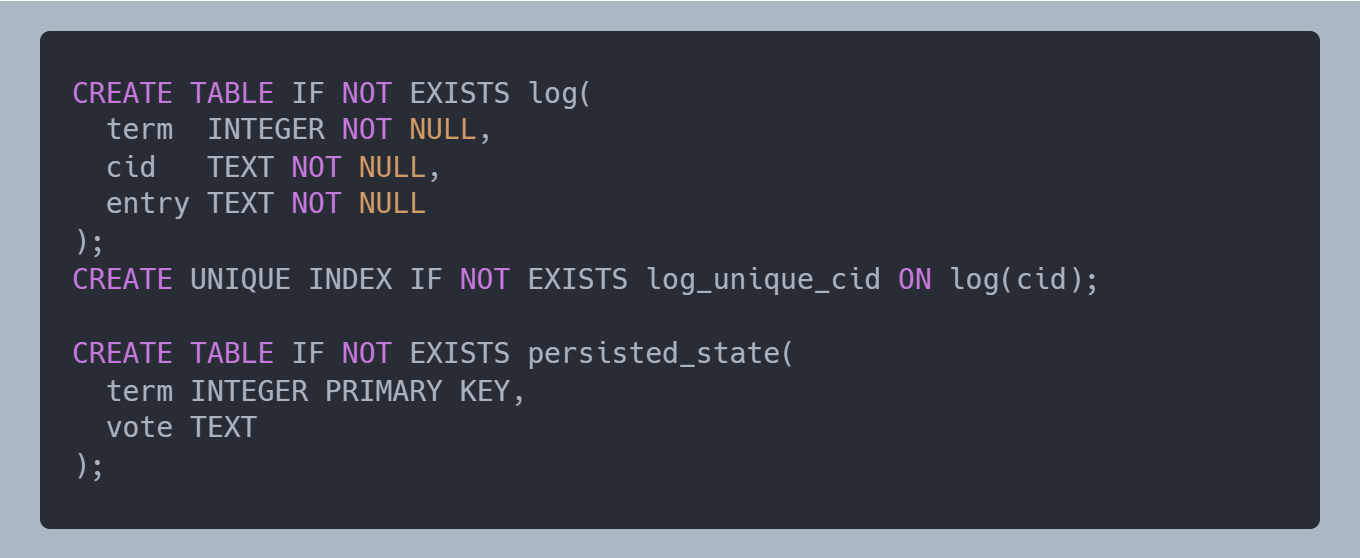 CREATE TABLE IF NOT EXISTS log(
  term  INTEGER NOT NULL,
  cid   TEXT NOT NULL,
  entry TEXT NOT NULL
);
CREATE UNIQUE INDEX IF NOT EXISTS log_unique_cid ON log(cid);

CREATE TABLE IF NOT EXISTS persisted_state(
  term INTEGER PRIMARY KEY,
  vote TEXT
);